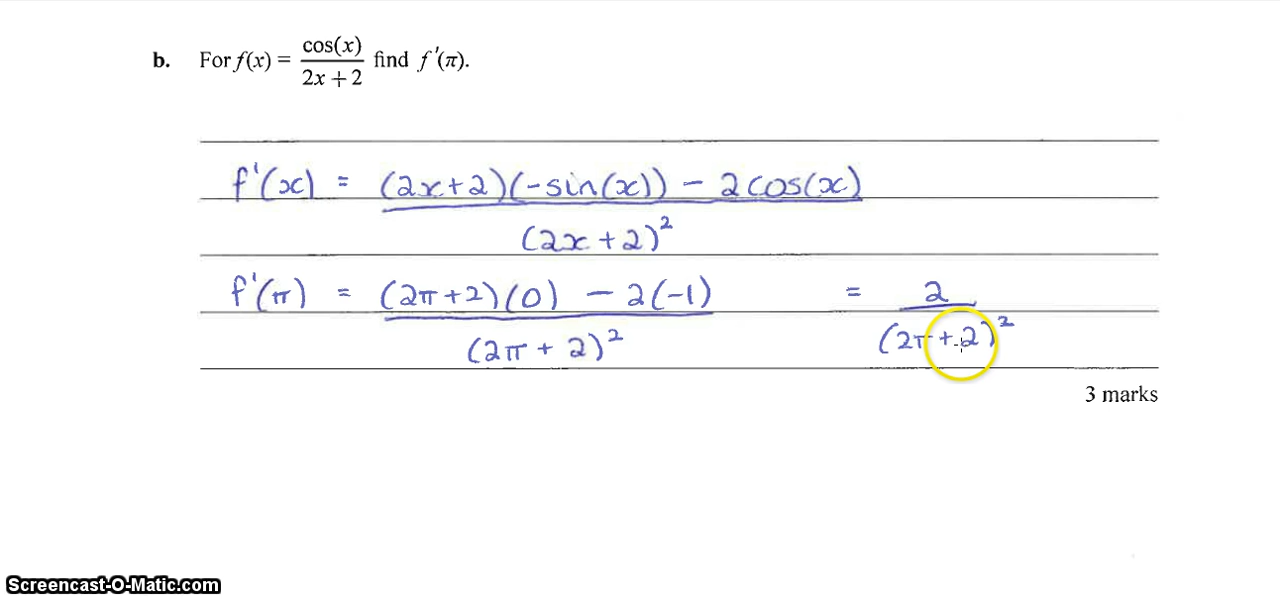 b. For f(x) = cos(x) / 2x + 2 find f'(π).
f'(x) = (2x+2)(-sin(x)) - 2cos(x) / (2x+2)²
f'(π) = (2π+2)(0) - 2(-1) / (2π + 2)² = 2 / (2π+2)²
3 marks
Screencast-O-Matic.com